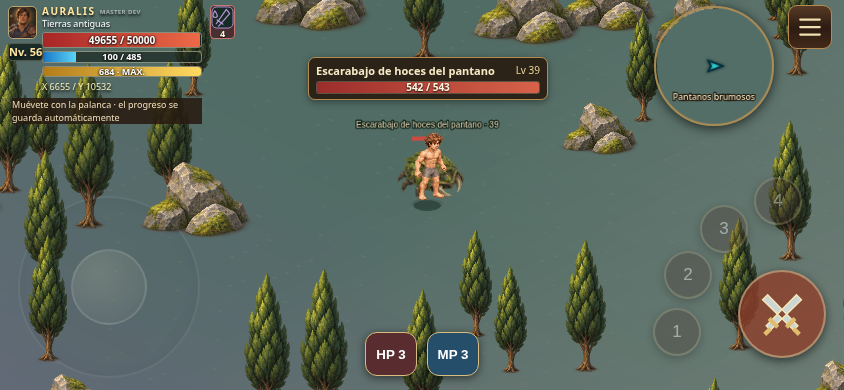 AURALIS MASTER DEV
Tierras antiguas
49655 / 50000
Nv. 56
100 / 485
684 · MAX
X 6655 / Y 10532
Muévete con la palanca · el progreso se
guarda automáticamente
4
Escarabajo de hoces del pantano Lv 39
542 / 543
Escarabajo de hoces del pantano · 39
Pantanos brumosos
4
3
2
1
HP 3
MP 3